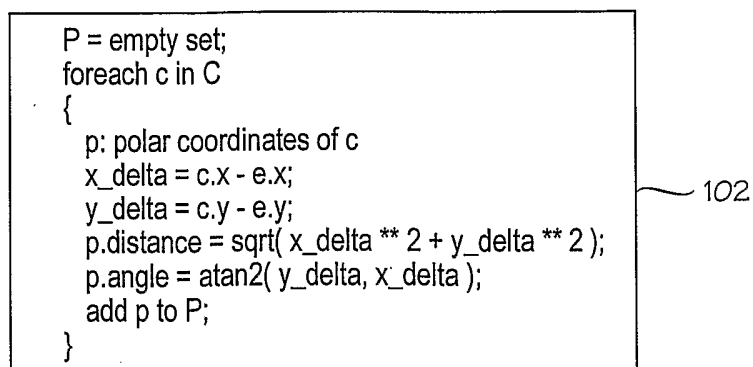 P = empty set;
foreach c in C
{
p: polar coordinates of c
x_delta = c.x - e.x;
y_delta = c.y - e.y;
p.distance = sqrt( x_delta ** 2 + y_delta ** 2 );
p.angle = atan2( y_delta, x_delta );
add p to P;
}
102